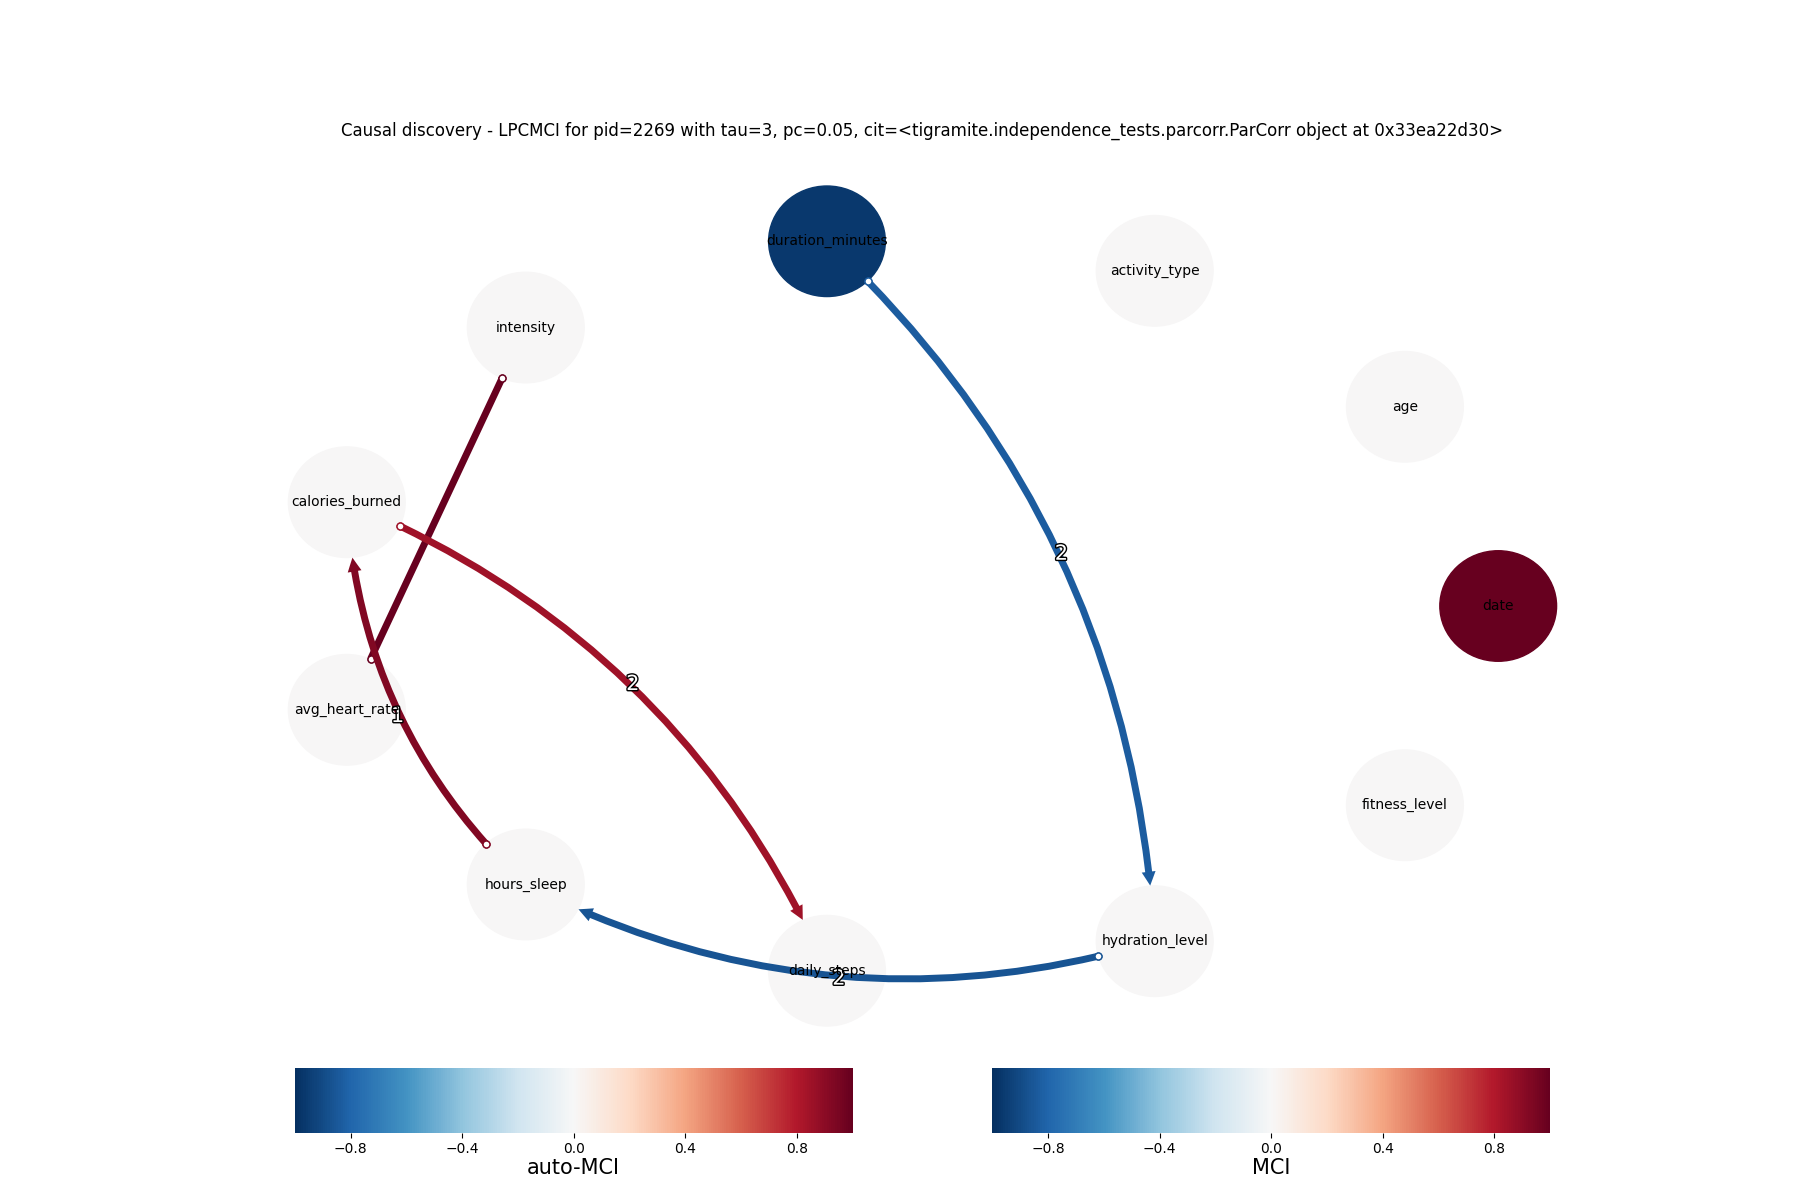 Causal discovery - LPCMCI for pid=2269 with tau=3, pc=0.05, cit=<tigramite.independence_tests.parcorr.ParCorr object at 0x33ea22d30>
duration_minutes
activity_type
intensity
age
calories_burned
2
date
2
avg_heart_rate
1
fitness_level
hours_sleep
hydration_level
daily_steps
2
−0.8 −0.4 0.0 0.4 0.8
auto-MCI
−0.8 −0.4 0.0 0.4 0.8
MCI